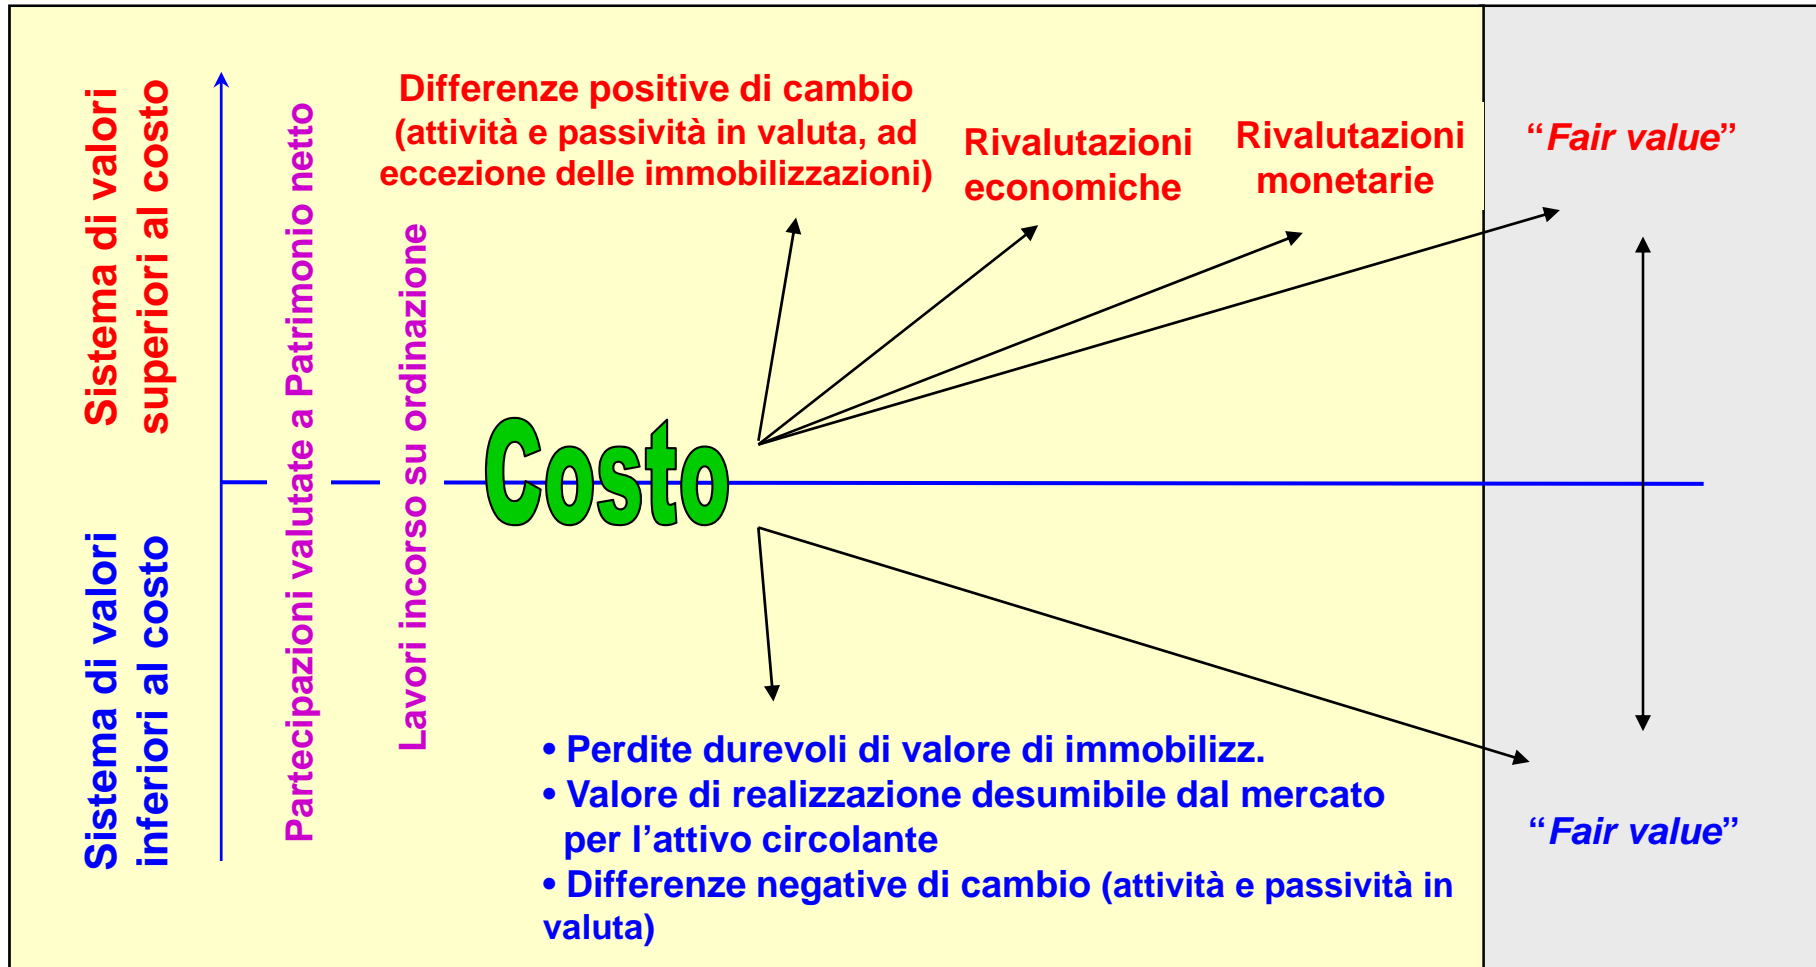 Sistema di valori
superiori al costo
Sistema di valori
inferiori al costo
Partecipazioni valutate a Patrimonio netto
Lavori incorso su ordinazione
Differenze positive di cambio
(attività e passività in valuta, ad
eccezione delle immobilizzazioni)
Rivalutazioni
economiche
Rivalutazioni
monetarie
“Fair value”
Costo
• Perdite durevoli di valore di immobilizz.
• Valore di realizzazione desumibile dal mercato
per l’attivo circolante
• Differenze negative di cambio (attività e passività in
valuta)
“Fair value”